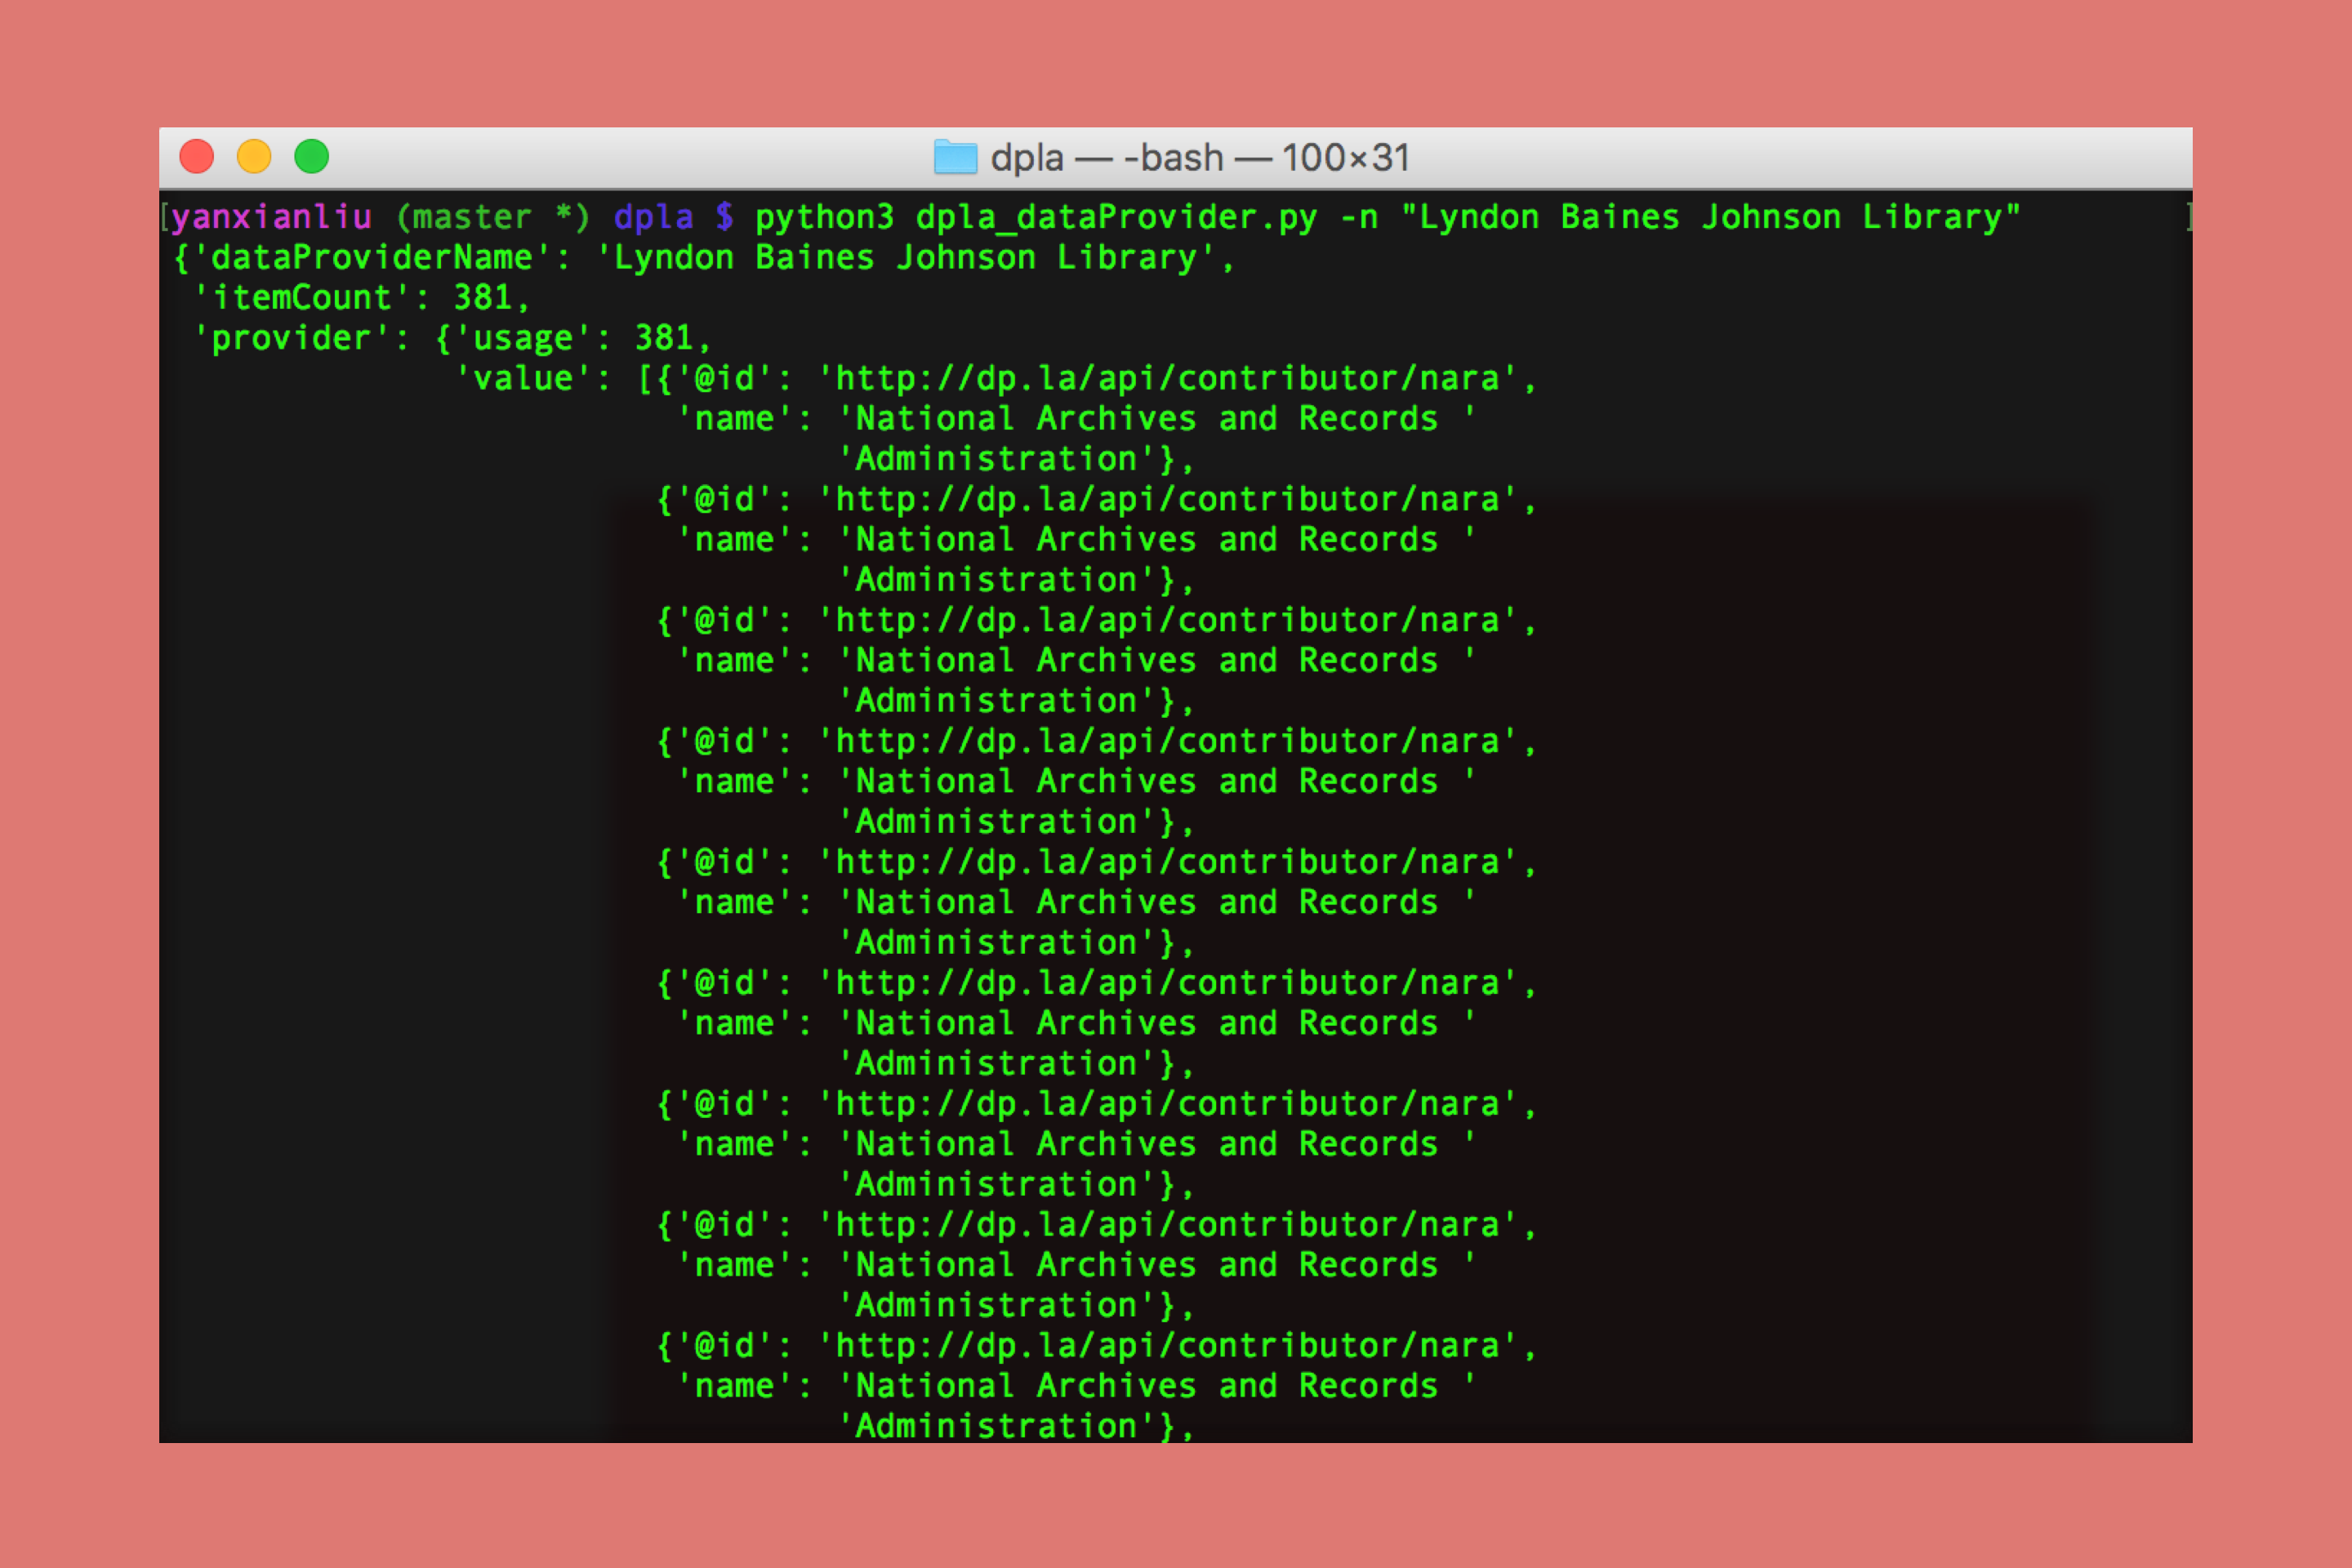 dpla — -bash — 100×31
[yanxianliu (master *) dpla $ python3 dpla_dataProvider.py -n "Lyndon Baines Johnson Library" ]
{'dataProviderName': 'Lyndon Baines Johnson Library',
'itemCount': 381,
'provider': {'usage': 381,
'value': [{'@id': 'http://dp.la/api/contributor/nara',
'name': 'National Archives and Records '
'Administration'},
{'@id': 'http://dp.la/api/contributor/nara',
'name': 'National Archives and Records '
'Administration'},
{'@id': 'http://dp.la/api/contributor/nara',
'name': 'National Archives and Records '
'Administration'},
{'@id': 'http://dp.la/api/contributor/nara',
'name': 'National Archives and Records '
'Administration'},
{'@id': 'http://dp.la/api/contributor/nara',
'name': 'National Archives and Records '
'Administration'},
{'@id': 'http://dp.la/api/contributor/nara',
'name': 'National Archives and Records '
'Administration'},
{'@id': 'http://dp.la/api/contributor/nara',
'name': 'National Archives and Records '
'Administration'},
{'@id': 'http://dp.la/api/contributor/nara',
'name': 'National Archives and Records '
'Administration'},
{'@id': 'http://dp.la/api/contributor/nara',
'name': 'National Archives and Records '
'Administration'},